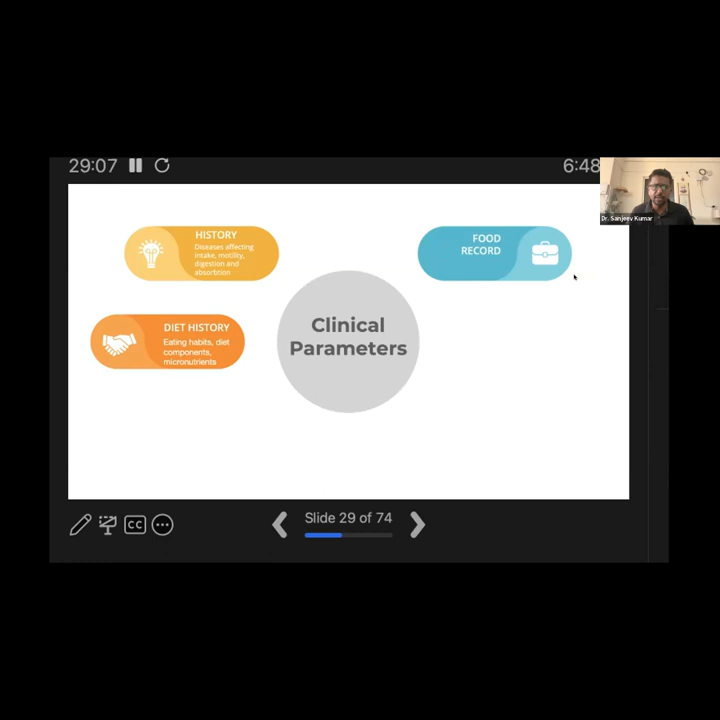 29:07
6:48
Dr. Sanjeev Kumar
HISTORY
Diseases affecting
intake, motility,
digestion and
absorbtion
FOOD
RECORD
DIET HISTORY
Eating habits, diet
components,
micronutrients
Clinical
Parameters
CC
Slide 29 of 74